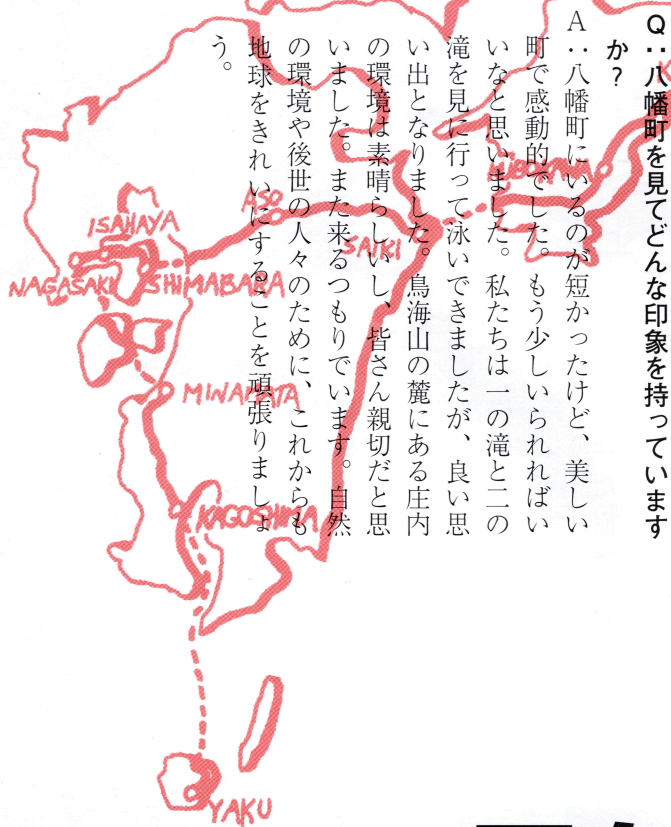 Q：八幡町を見てどんな印象を持っています
か？
A：八幡町にいるのが短かったけど、美しい
町で感動的でした。もう少しいられればい
いなと思いました。私たちは一の滝と二の
滝を見に行って泳いできましたが、良い思
い出となりました。鳥海山の麓にある庄内
の環境は素晴らしいし、皆さん親切だと思
いました。また来るつもりでいます。自然
の環境や後世の人々のために、これからも
地球をきれいにすることを頑張りましょ
う。
ASO
SAIKI
ISAHAYA
NAGASAKI
SHIMABARA
MINAMATA
KAGOSHIMA
YAKU